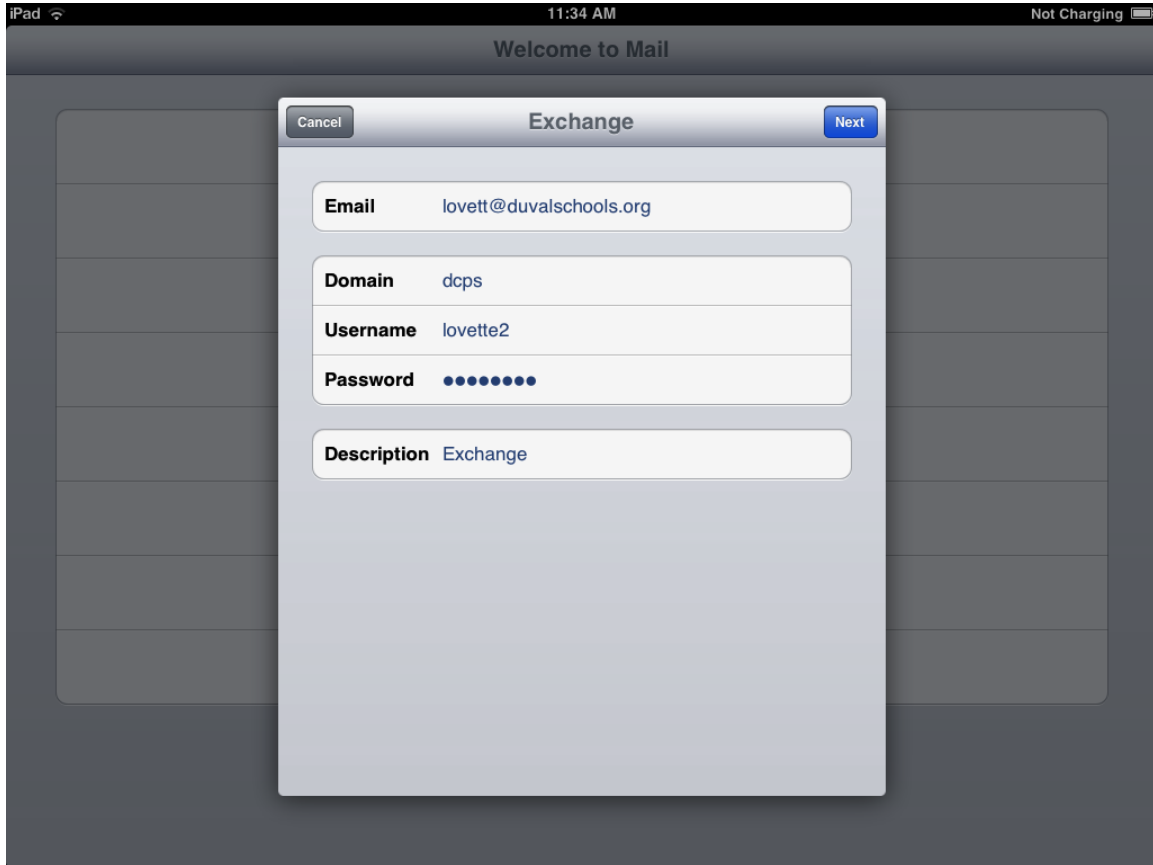 iPad 11:34 AM Not Charging
Welcome to Mail
Cancel Exchange Next
Email lovett@duvalschools.org
Domain dcps
Username lovette2
Password ●●●●●●●●
Description Exchange